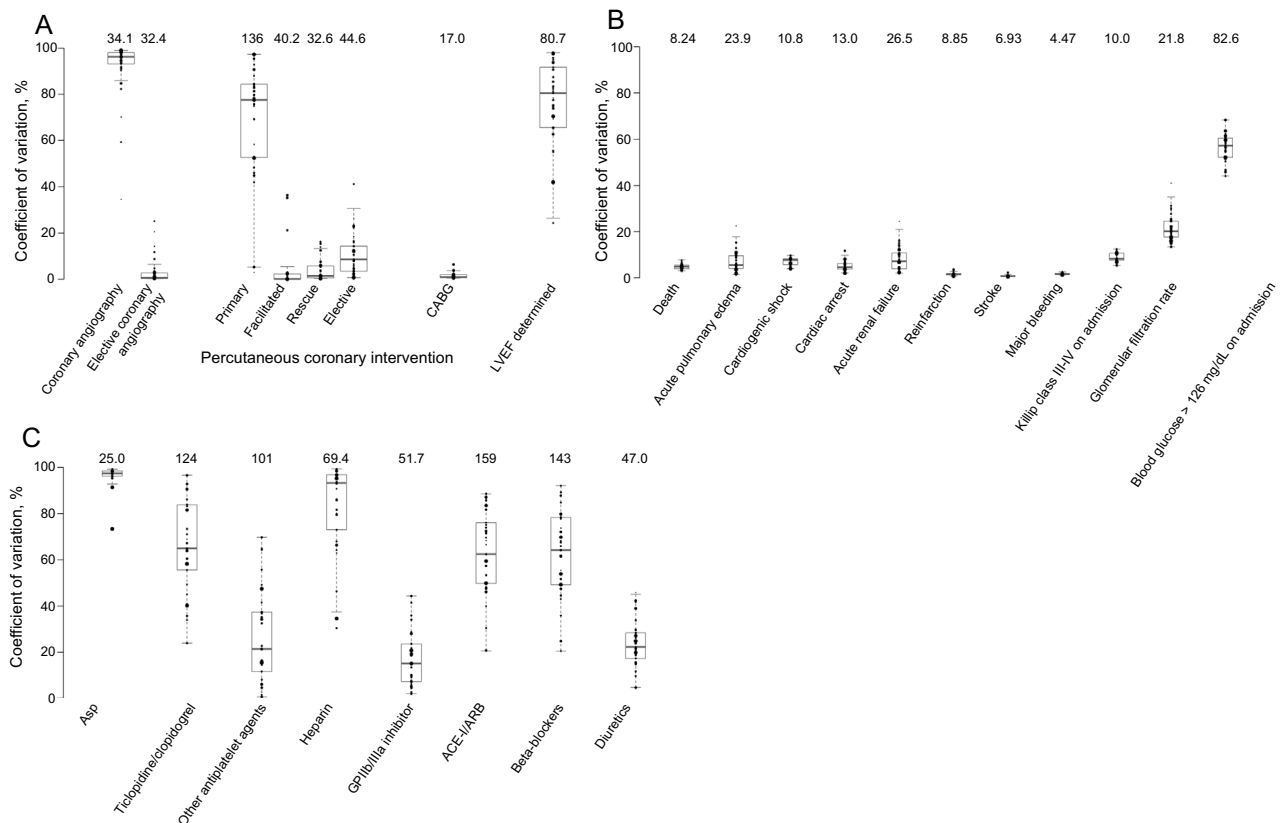 A
34.1 32.4 136 40.2 32.6 44.6 17.0 80.7
Coefficient of variation, %
100
80
60
40
20
0
Coronary angiography
Elective coronary
angiography
Primary
Facilitated
Rescue
Elective
CABG
LVEF determined
Percutaneous coronary intervention
B
8.24 23.9 10.8 13.0 26.5 8.85 6.93 4.47 10.0 21.8 82.6
Coefficient of variation, %
100
80
60
40
20
0
Death
Acute pulmonary edema
Cardiogenic shock
Cardiac arrest
Acute renal failure
Reinfarction
Stroke
Major bleeding
Killip class III-IV on admission
Glomerular filtration rate
Blood glucose > 126 mg/dL on admission
C
25.0 124 101 69.4 51.7 159 143 47.0
Coefficient of variation, %
100
80
60
40
20
0
Asp
Ticlopidine/clopidogrel
Other antiplatelet agents
Heparin
GPIIb/IIIa inhibitor
ACE-I/ARB
Beta-blockers
Diuretics